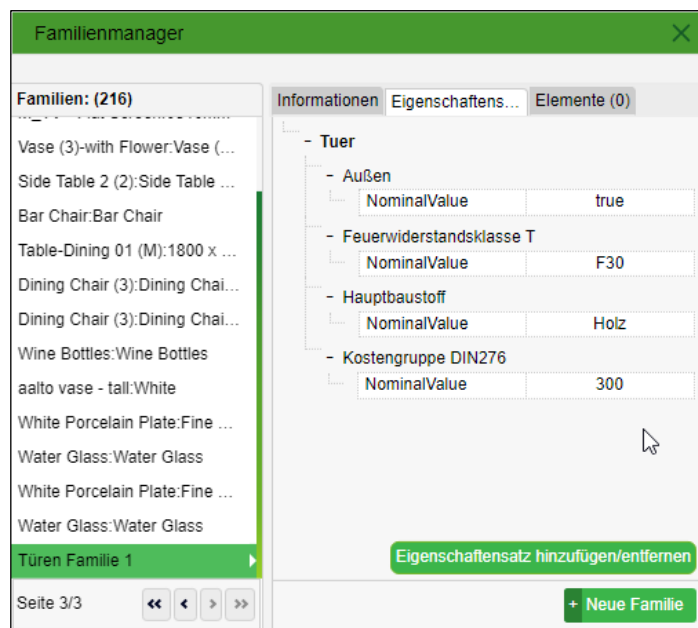 Familienmanager
Familien: (216)
Vase (3)-with Flower:Vase (...
Side Table 2 (2):Side Table ...
Bar Chair:Bar Chair
Table-Dining 01 (M):1800 x ...
Dining Chair (3):Dining Chai...
Dining Chair (3):Dining Chai...
Wine Bottles:Wine Bottles
aalto vase - tall:White
White Porcelain Plate:Fine ...
Water Glass:Water Glass
White Porcelain Plate:Fine ...
Water Glass:Water Glass
Türen Familie 1
Seite 3/3
Informationen Eigenschaftens... Elemente (0)
- Tuer
- Außen
NominalValue true
- Feuerwiderstandsklasse T
NominalValue F30
- Hauptbaustoff
NominalValue Holz
- Kostengruppe DIN276
NominalValue 300
Eigenschaftensatz hinzufügen/entfernen
+ Neue Familie